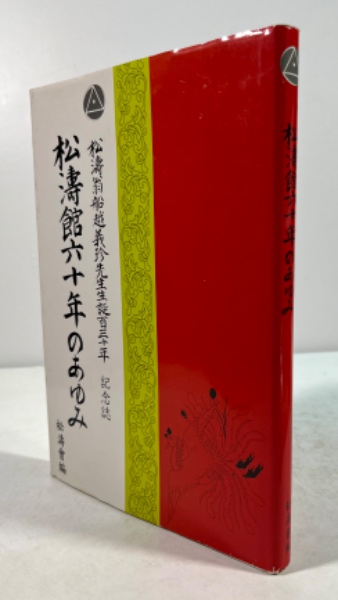 松濤翁船越義珍先生生誕百三十年 記念誌
松濤館六十年のあゆみ
松濤會編
松濤館六十年のあゆみ